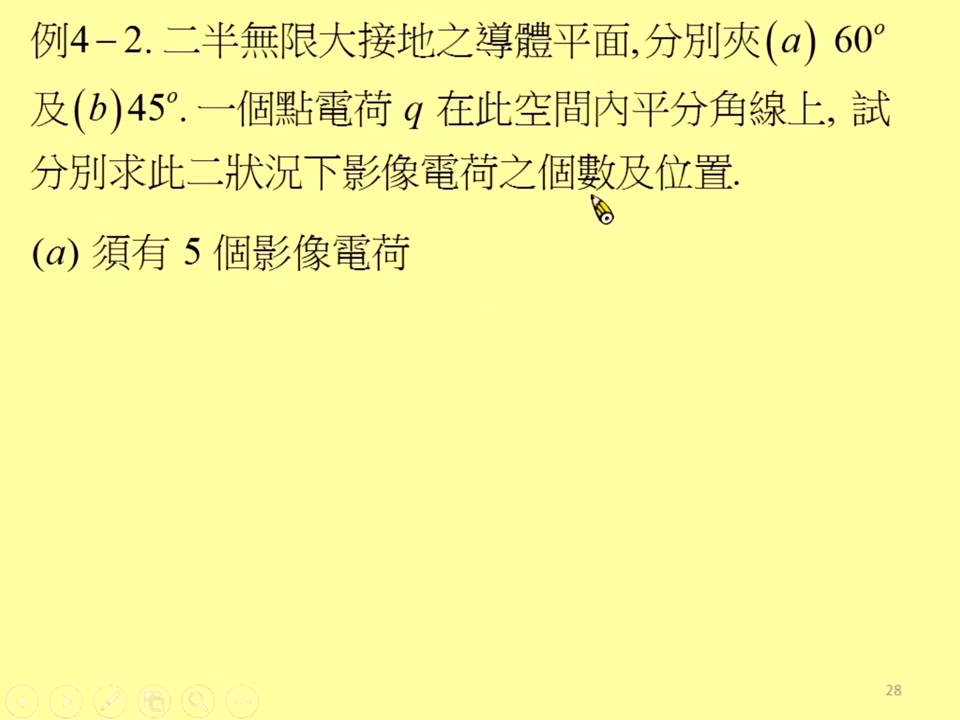 例4－2. 二半無限大接地之導體平面,分別夾(a) 60°
及(b)45°. 一個點電荷 q 在此空間內平分角線上, 試
分別求此二狀況下影像電荷之個數及位置.
(a) 須有 5 個影像電荷
28